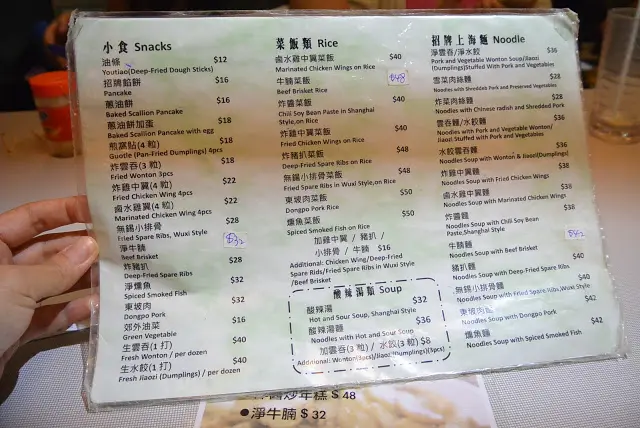 小食 Snacks
油條 $12
Youtiao(Deep-Fried Dough Sticks)
招牌餡餅 $16
Pancake
蔥油餅 $16
Baked Scallion Pancake
蔥油餅加蛋 $18
Baked Scallion Pancake with egg
煎窩貼(4 粒) $18
Guotie (Pan-Fried Dumplings) 4pcs
炸雲吞(3 粒) $18
Fried Wonton 3pcs
炸雞中翼(4 粒) $22
Fried Chicken Wing 4pcs
鹵水雞中翼(4 粒) $22
Marinated Chicken Wing 4pcs
無錫小排骨 $28
Fried Spare Ribs, Wuxi Style
淨牛腩 $32
Beef Brisket
炸豬扒 $28
Deep-Fried Spare Ribs
淨燻魚 $32
Spiced Smoked Fish
東坡肉 $32
Dongpo Pork
郊外油菜 $16
Green Vegetable
生雲吞(1 打) $40
Fresh Wonton / per dozen
生水餃(1 打) $40
Fresh Jiaozi (Dumplings) / per dozen
菜飯類 Rice
鹵水雞中翼菜飯 $40
Marinated Chicken Wings on Rice
牛腩菜飯 $48
Beef Brisket Rice
炸醬菜飯 $40
Chili Soy Bean Paste in Shanghai
Style,on Rice
炸雞中翼菜飯 $40
Fried Chicken Wings on Rice
炸豬扒菜飯 $48
Fried Spare Ribs on Rice
無錫小排骨菜飯 $48
Fried Spare Ribs in Wuxi Style,on Rice
東坡肉菜飯 $50
Dongpo Pork Rice
燻魚菜飯 $50
Spiced Smoked Fish on Rice
加雞中翼 / 豬扒 /
小排骨 / 牛腩 $16
Additional: Chicken Wing/Deep-Fried
Spare Rids/Fried Spare Ribs in Wuxi Style
/Beef Brisket
酸辣湯類 Soup
酸辣湯 $32
Hot and Sour Soup, Shanghai Style
酸辣湯麵 $36
Noodles with Hot and Sour Soup
加雲吞(3 粒) / 水餃(3 粒) $8
Additional: Wonton(3pcs)/Jiaozi(Dumplings)(3pcs)
招牌上海麵 Noodle
淨雲吞/淨水餃 $36
Pork and Vegetable Wonton Soup/Jiaozi
(Dumplings)Stuffed With Pork and Vegetables
雪菜肉絲麵 $28
Noodles with Shredded Pork and Preserved Vegetables
炸菜肉絲麵 $28
Noodles with Chinese radish and Shredded Pork
雲吞麵/水餃麵 $36
Noodles with Pork and Vegetable Wonton/
Jiaozi Stuffed with Pork and Vegetables
水餃雲吞麵 $36
Noodles Soup with Wonton & Jiaozi(Dumplings)
炸雞中翼麵 $36
Noodles Soup with Fried Chicken Wings
鹵水雞中翼麵 $38
Noodles Soup with Marinated Chicken Wings
炸醬麵 $38
Noodles Soup with Chili Soy Bean
Paste,Shanghai Style
牛腩麵
Noodles Soup with Beef Brisket
豬扒麵 $40
Noodles Soup with Deep-Fried Spare Ribs
無錫小排骨麵 $40
Noodles Soup with Fried Spare Ribs,Wuxi Style
東坡肉麵 $42
Noodles Soup with Dongpo Pork
燻魚麵 $42
Noodles Soup with Spiced Smoked Fish
炒年糕 $ 48
●淨牛腩 $ 32